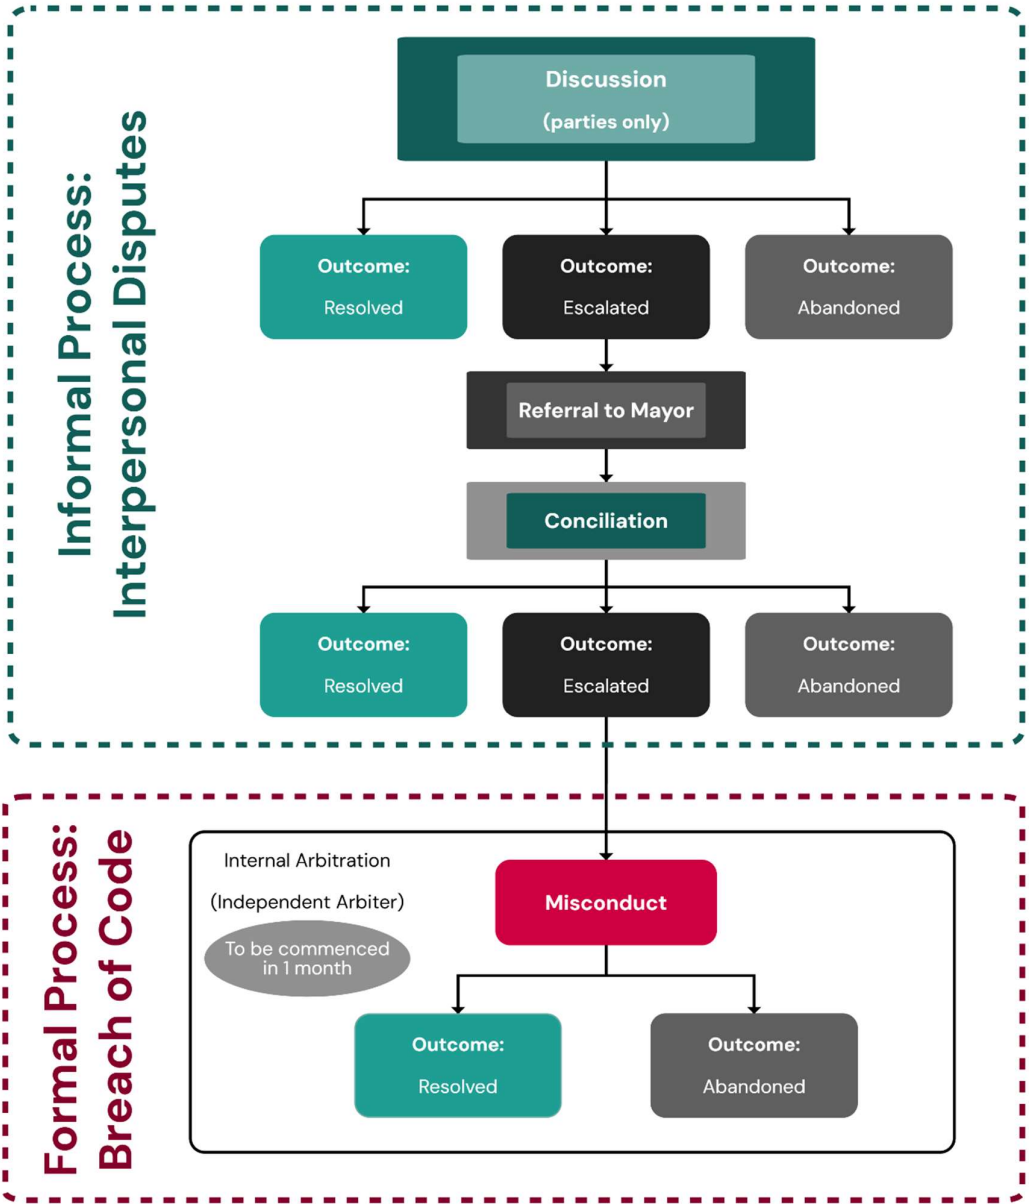 Informal Process:
Interpersonal Disputes
Discussion
(parties only)
Outcome:
Resolved
Outcome:
Escalated
Outcome:
Abandoned
Referral to Mayor
Conciliation
Outcome:
Resolved
Outcome:
Escalated
Outcome:
Abandoned
Formal Process:
Breach of Code
Internal Arbitration
(Independent Arbiter)
To be commenced
in 1 month
Misconduct
Outcome:
Resolved
Outcome:
Abandoned